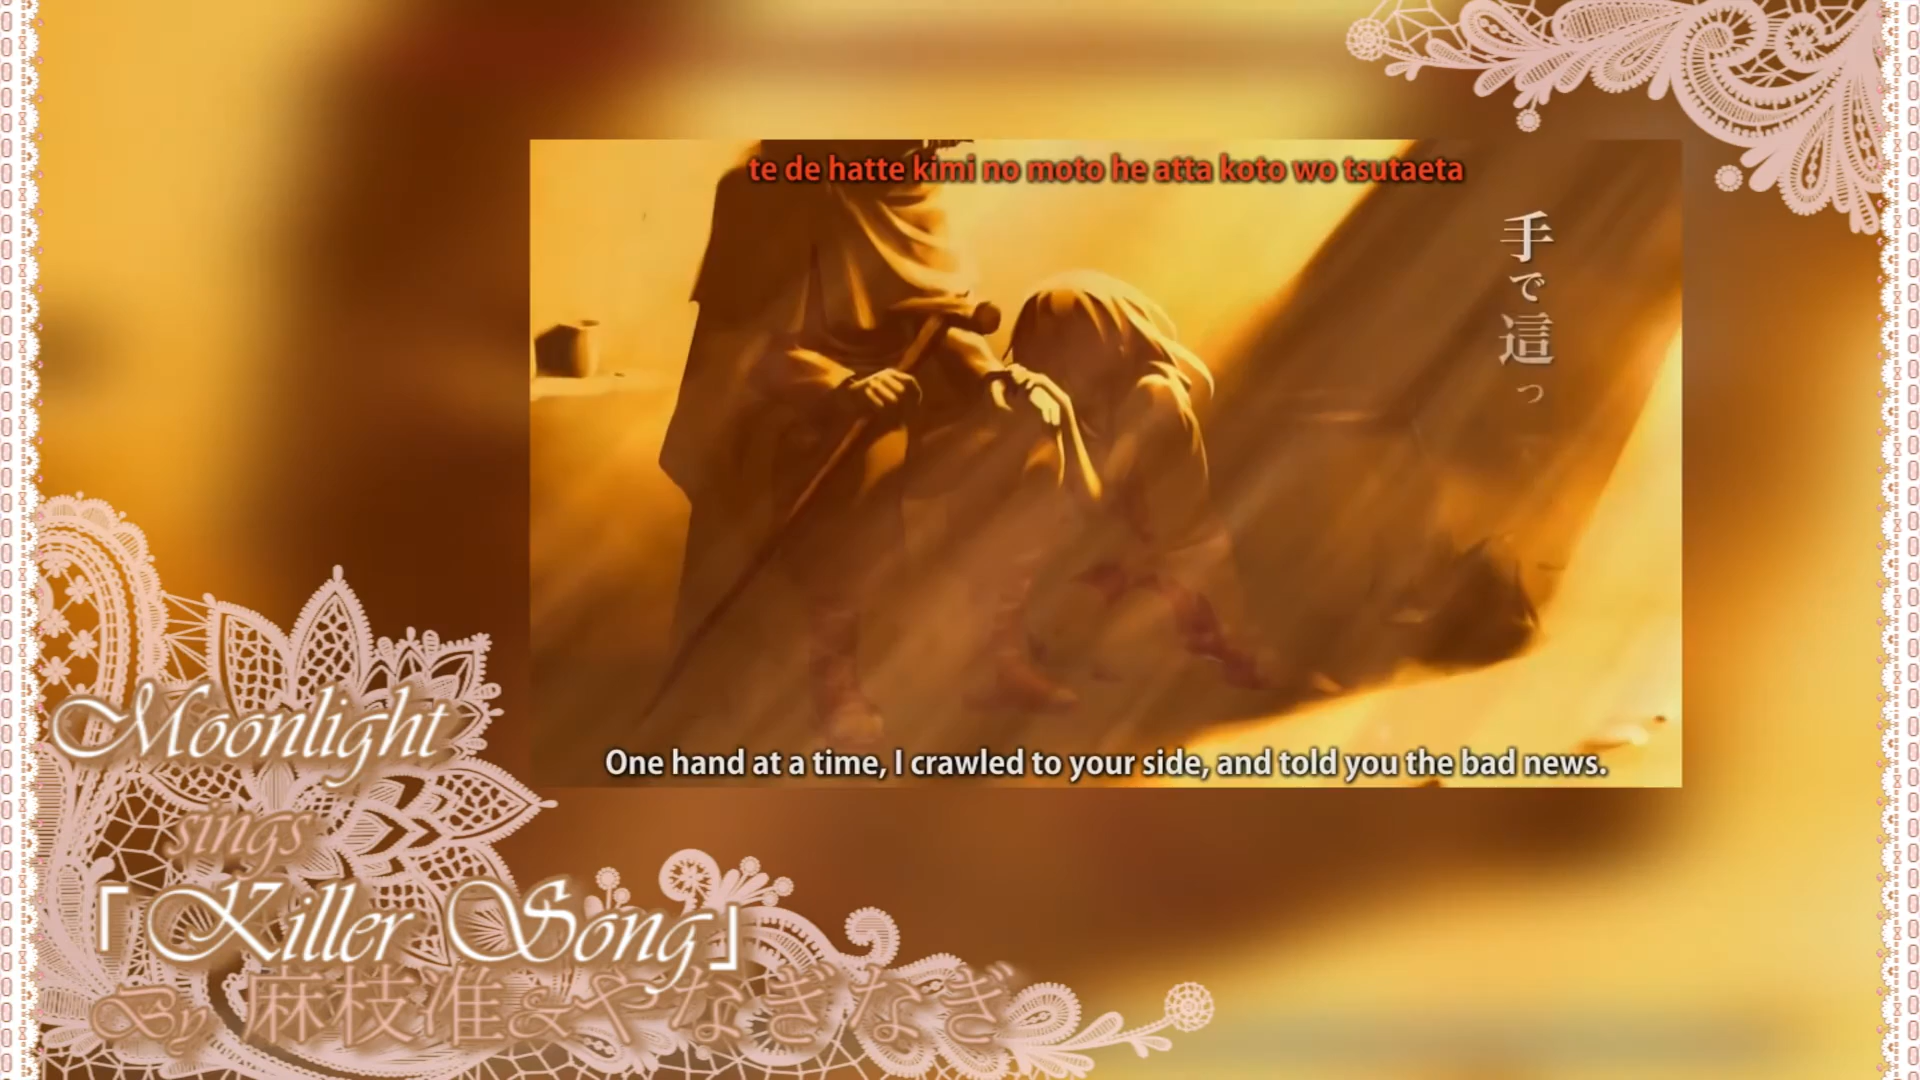 te de hatte kimi no moto he atta koto wo tsutaeta
手で這っ
One hand at a time, I crawled to your side, and told you the bad news.
Moonlight
sings
「Killer Song」
By 麻枝准&やなぎなぎ